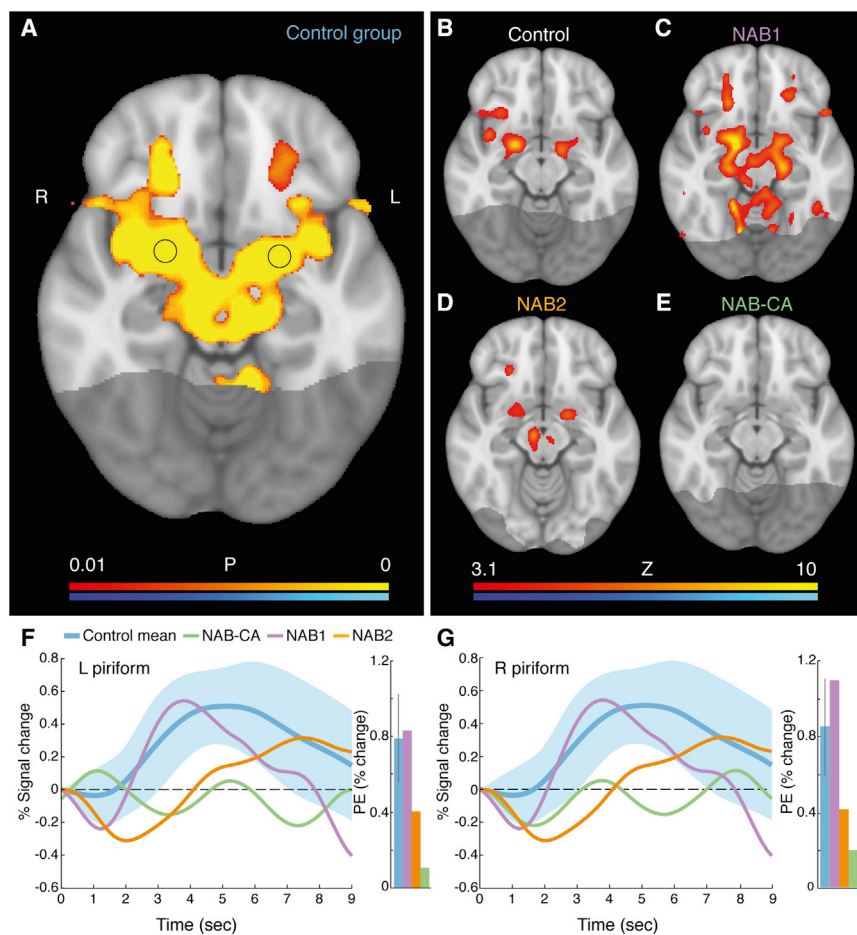 A
Control group
R
L
0.01 P 0
B
Control
C
NAB1
D
NAB2
E
NAB-CA
3.1 Z 10
F
Control mean NAB-CA NAB1 NAB2
L piriform
% Signal change
0.8
0.6
0.4
0.2
0
-0.2
-0.4
-0.6
0 1 2 3 4 5 6 7 8 9
Time (sec)
PE (% change)
1.2
0.8
0.4
0
G
R piriform
% Signal change
0.8
0.6
0.4
0.2
0
-0.2
-0.4
-0.6
0 1 2 3 4 5 6 7 8 9
Time (sec)
PE (% change)
1.2
0.8
0.4
0